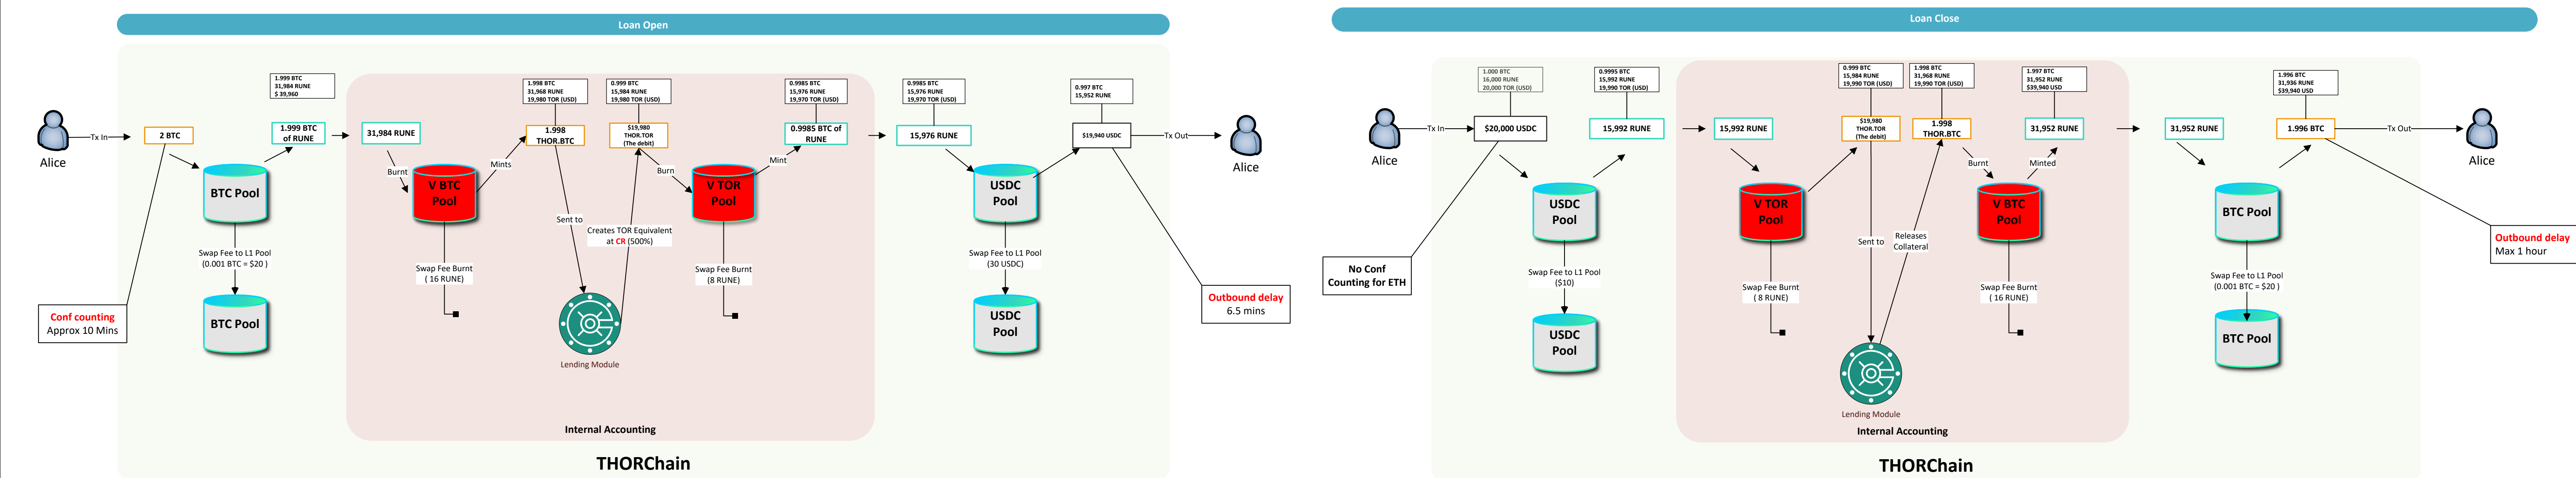 Loan Open
1.999 BTC
31,984 RUNE
$ 39,960
1.998 BTC
31,968 RUNE
19,980 TOR (USD)
0.999 BTC
15,984 RUNE
19,980 TOR (USD)
0.9985 BTC
15,976 RUNE
19,970 TOR (USD)
0.9985 BTC
15,976 RUNE
19,970 TOR (USD)
0.997 BTC
15,952 RUNE
Alice
Tx In
2 BTC
1.999 BTC
of RUNE
31,984 RUNE
1.998
THOR.BTC
$19,980
THOR.TOR
(The debit)
0.9985 BTC of
RUNE
15,976 RUNE
$19,940 USDC
Tx Out
Alice
Burnt
Mints
Burn
Mint
BTC Pool
V BTC
Pool
V TOR
Pool
USDC
Pool
Sent to
Creates TOR Equivalent
at CR (500%)
Swap Fee to L1 Pool
(0.001 BTC = $20 )
Swap Fee Burnt
( 16 RUNE)
Swap Fee Burnt
(8 RUNE)
Swap Fee to L1 Pool
(30 USDC)
Conf counting
Approx 10 Mins
BTC Pool
Lending Module
USDC
Pool
Outbound delay
6.5 mins
Internal Accounting
THORChain
Loan Close
1.000 BTC
16,000 RUNE
20,000 TOR (USD)
0.9995 BTC
15,992 RUNE
19,990 TOR (USD)
0.999 BTC
15,984 RUNE
19,990 TOR (USD)
1.998 BTC
31,968 RUNE
19,990 TOR (USD)
1.997 BTC
31,952 RUNE
$39,940 USD
1.996 BTC
31,936 RUNE
$39,940 USD
Alice
Tx In
$20,000 USDC
15,992 RUNE
15,992 RUNE
$19,980
THOR.TOR
(The debit)
1.998
THOR.BTC
31,952 RUNE
31,952 RUNE
1.996 BTC
Tx Out
Alice
Burnt
Minted
USDC
Pool
V TOR
Pool
V BTC
Pool
BTC Pool
Sent to
Releases
Collateral
No Conf
Counting for ETH
Swap Fee to L1 Pool
($10)
Swap Fee Burnt
( 8 RUNE)
Swap Fee Burnt
( 16 RUNE)
Swap Fee to L1 Pool
(0.001 BTC = $20 )
Outbound delay
Max 1 hour
USDC
Pool
Lending Module
BTC Pool
Internal Accounting
THORChain